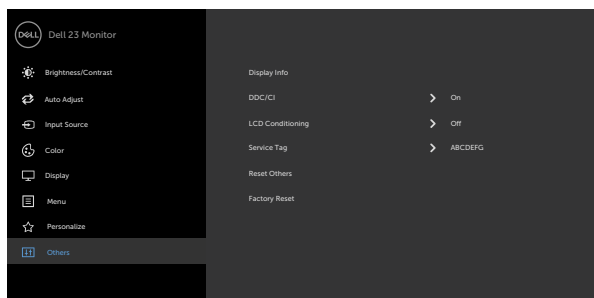 DELL Dell 23 Monitor
Brightness/Contrast
Auto Adjust
Input Source
Color
Display
Menu
Personalize
Others
Display Info
DDC/CI On
LCD Conditioning Off
Service Tag ABCDEFG
Reset Others
Factory Reset